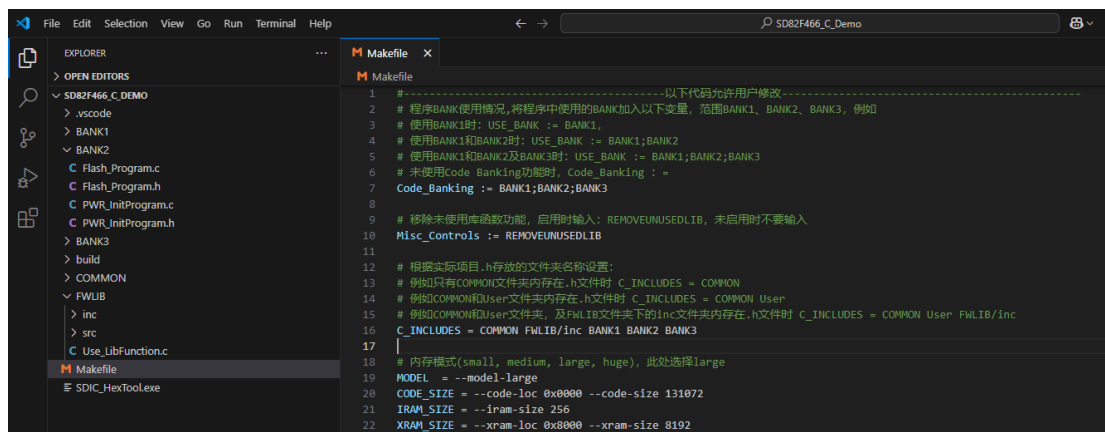 File Edit Selection View Go Run Terminal Help
SD82F466_C_Demo
EXPLORER
OPEN EDITORS
SD82F466_C_DEMO
.vscode
BANK1
BANK2
C Flash_Program.c
C Flash_Program.h
C PWR_InitProgram.c
C PWR_InitProgram.h
BANK3
build
COMMON
FWLIB
inc
src
C Use_LibFunction.c
M Makefile
SDIC_HexTool.exe
M Makefile
M Makefile
1 #------------------------------------------以下代码允许用户修改------------------------------------------------
2 # 程序BANK使用情况,将程序中使用的BANK加入以下变量，范围BANK1、BANK2、BANK3，例如
3 # 使用BANK1时：USE_BANK := BANK1，
4 # 使用BANK1和BANK2时：USE_BANK := BANK1;BANK2
5 # 使用BANK1和BANK2及BANK3时：USE_BANK := BANK1;BANK2;BANK3
6 # 未使用Code Banking功能时，Code_Banking : =
7 Code_Banking := BANK1;BANK2;BANK3
8
9 # 移除未使用库函数功能，启用时输入：REMOVEUNUSEDLIB，未启用时不要输入
10 Misc_Controls := REMOVEUNUSEDLIB
11
12 # 根据实际项目.h存放的文件夹名称设置：
13 # 例如只有COMMON文件夹内存在.h文件时 C_INCLUDES = COMMON
14 # 例如COMMON和User文件夹内存在.h文件时 C_INCLUDES = COMMON User
15 # 例如COMMON和User文件夹，及FWLIB文件夹下的inc文件夹内存在.h文件时 C_INCLUDES = COMMON User FWLIB/inc
16 C_INCLUDES = COMMON FWLIB/inc BANK1 BANK2 BANK3
17
18 # 内存模式(small, medium, large, huge)，此处选择large
19 MODEL = --model-large
20 CODE_SIZE = --code-loc 0x0000 --code-size 131072
21 IRAM_SIZE = --iram-size 256
22 XRAM_SIZE = --xram-loc 0x8000 --xram-size 8192